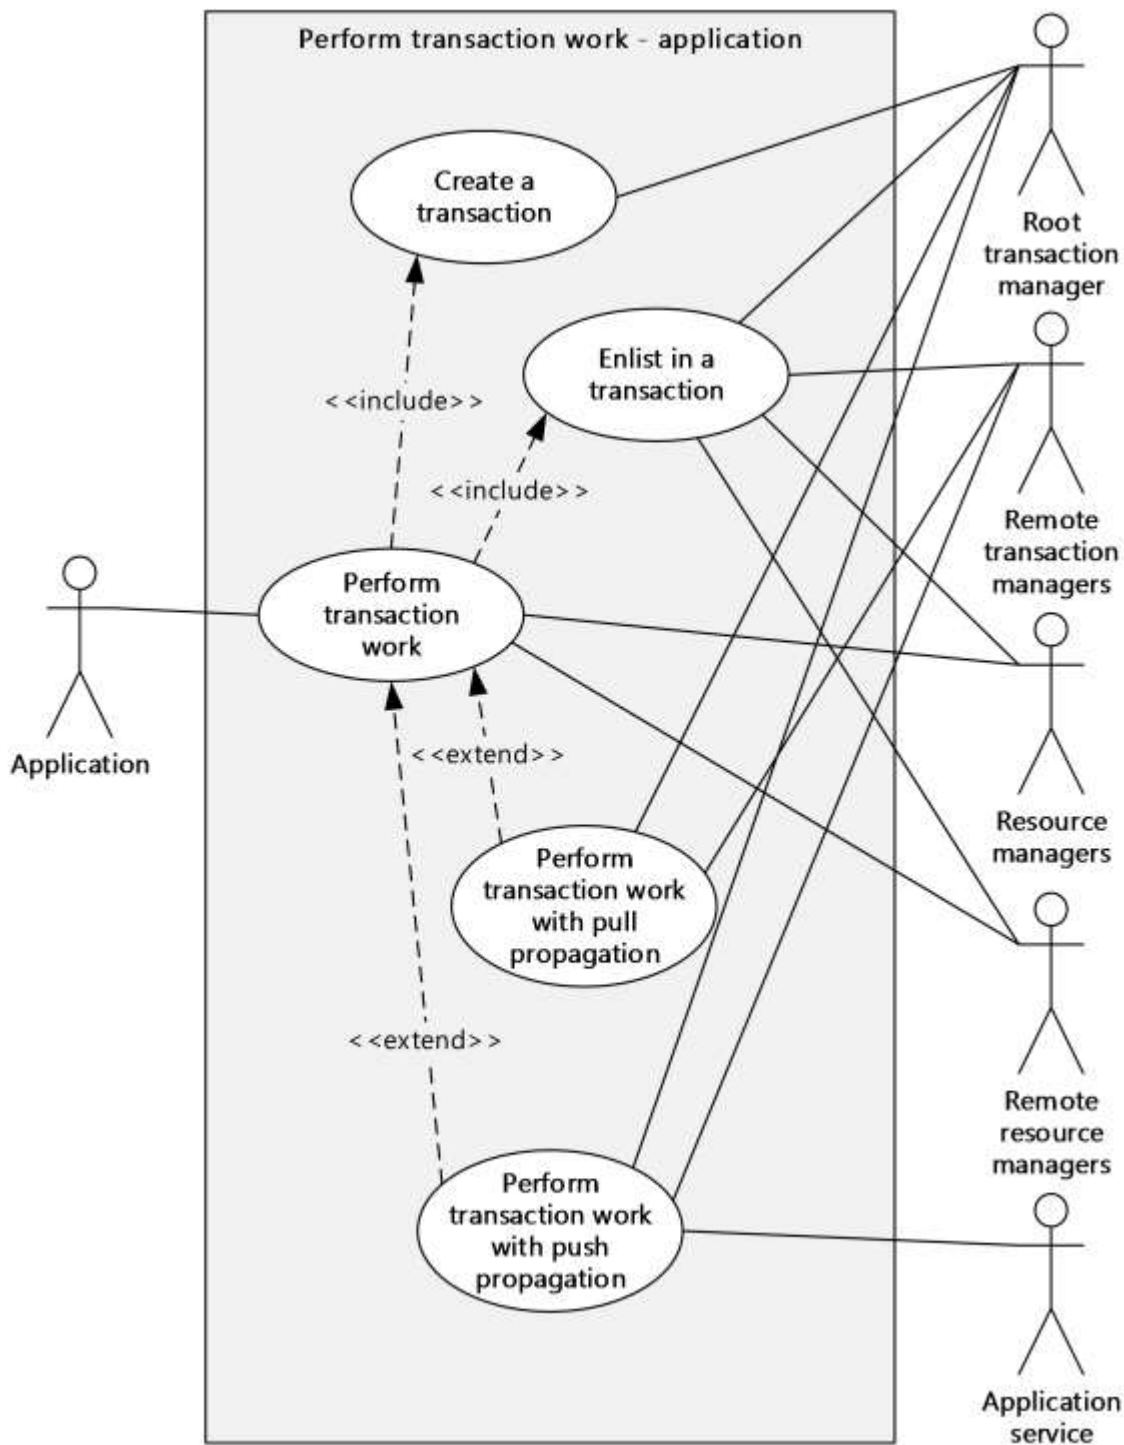 Perform transaction work - application
Create a
transaction
Root
transaction
manager
Enlist in a
transaction
<<include>>
<<include>>
Remote
transaction
managers
Perform
transaction
work
Application
<<extend>>
Resource
managers
Perform
transaction work
with pull
propagation
<<extend>>
Remote
resource
managers
Perform
transaction work
with push
propagation
Application
service